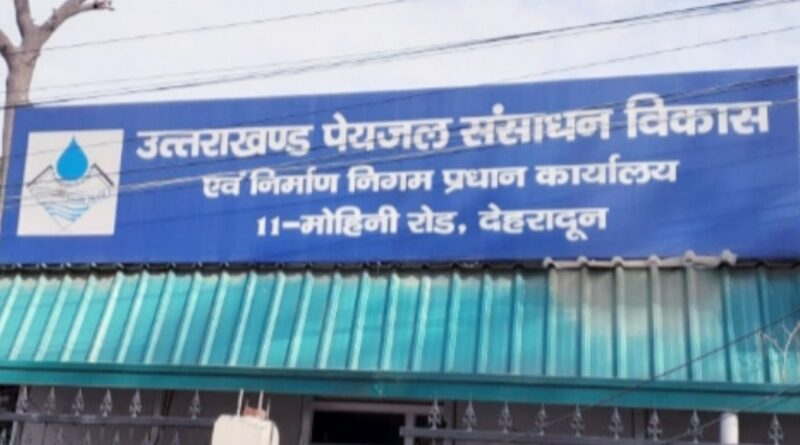 उत्तराखण्ड पेयजल संसाधन विकास
एवं निर्माण निगम प्रधान कार्यालय
11-मोहिनी रोड, देहरादून